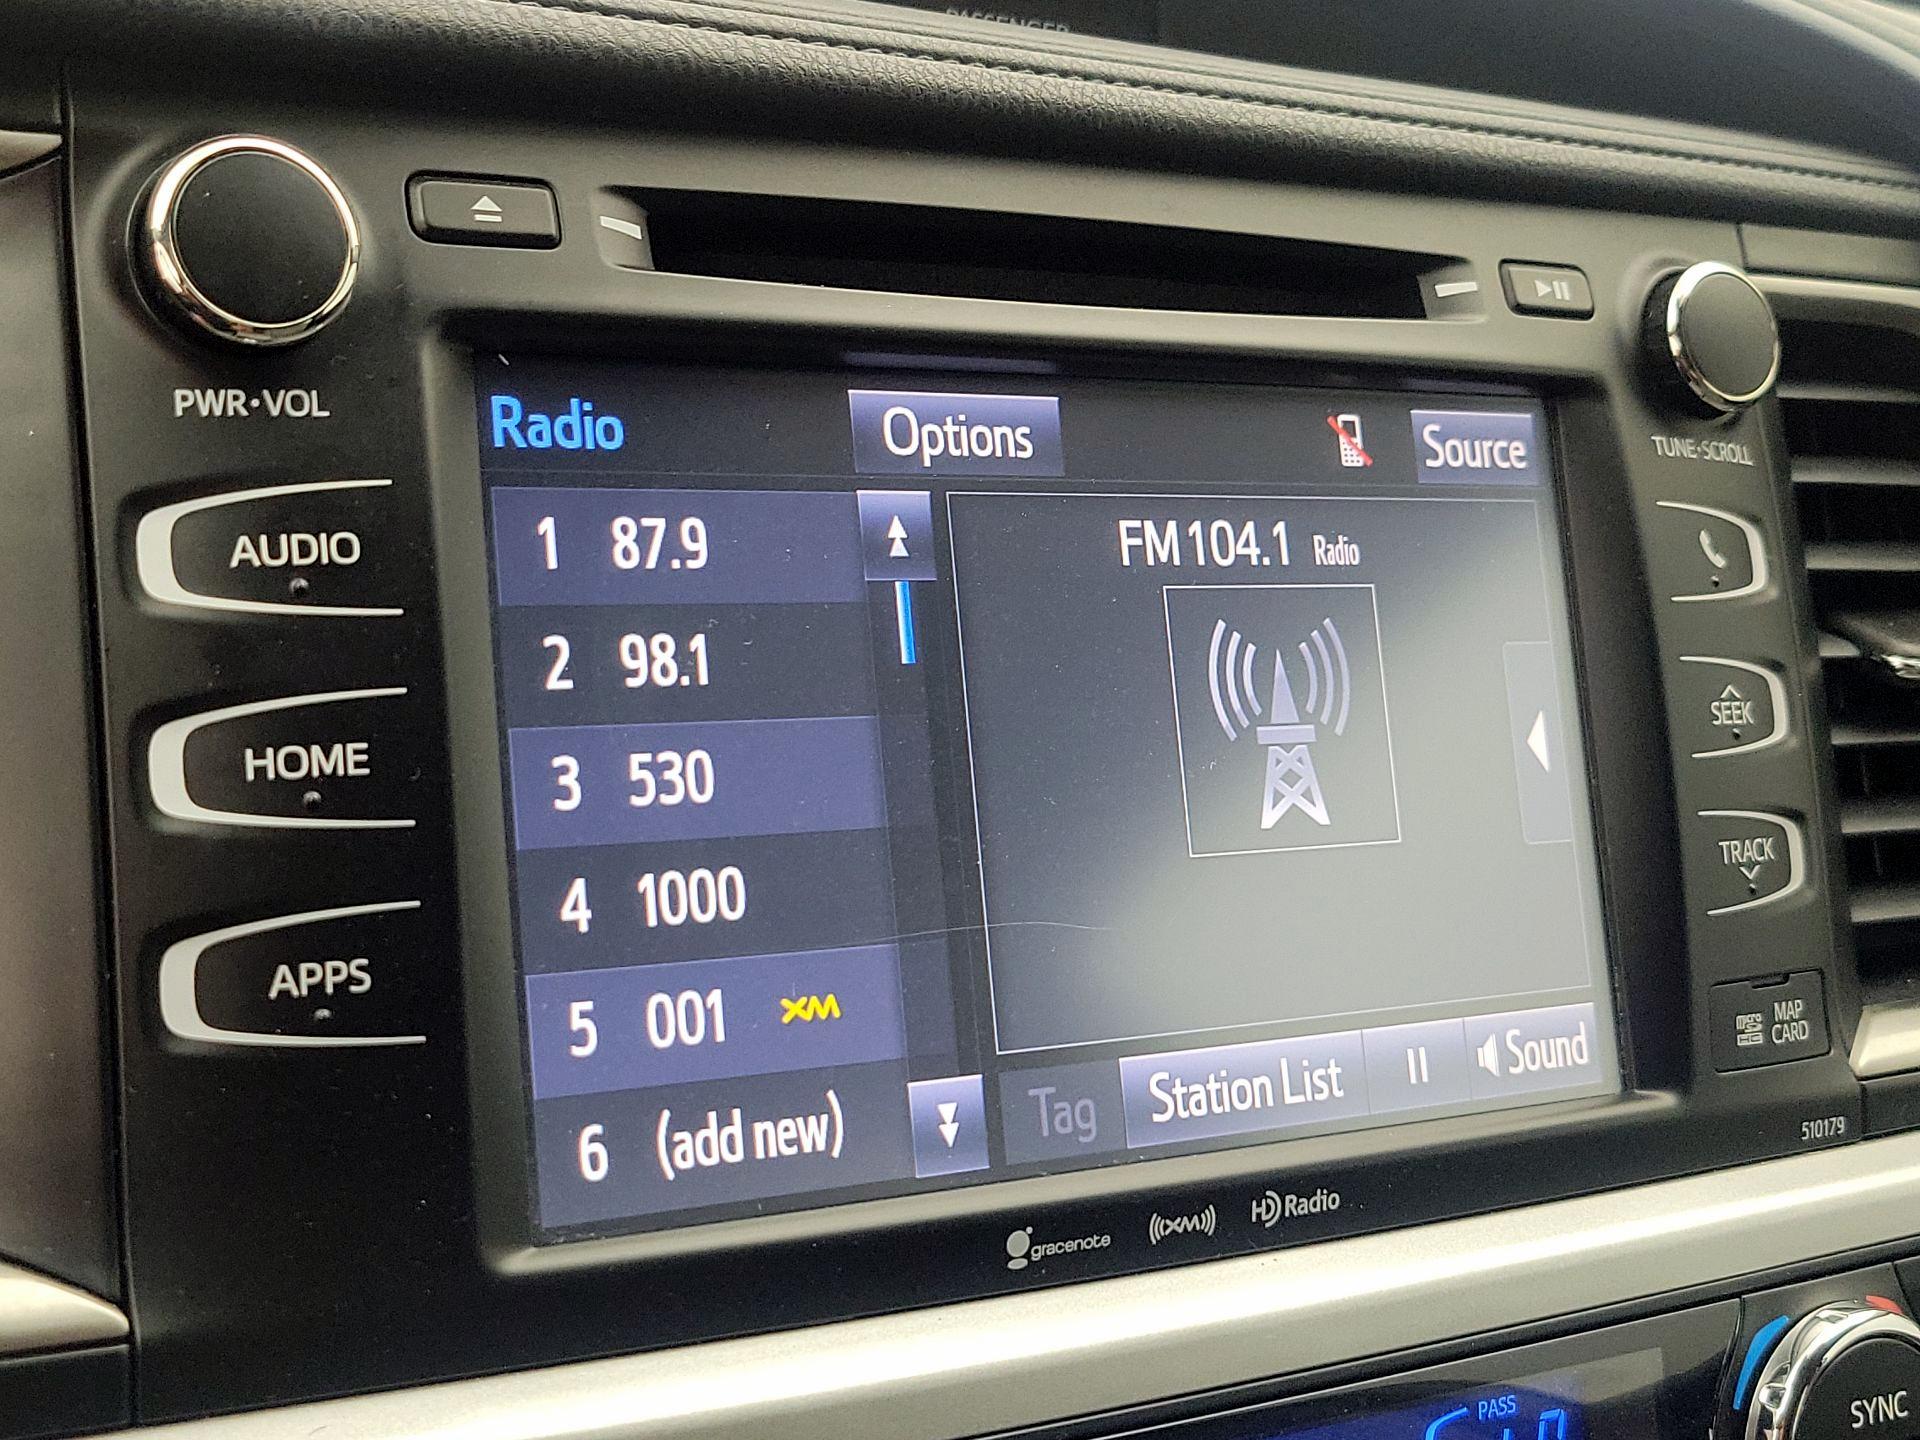 PASSENGER
PWR•VOL
AUDIO
HOME
APPS
Radio
Options
Source
1 87.9
2 98.1
3 530
4 1000
5 001 XM
6 (add new)
FM 104.1 Radio
Tag
Station List
Sound
TUNE•SCROLL
SEEK
TRACK
micro
MAP
CARD
510179
gracenote
((XM))
HD Radio
PASS
SYNC